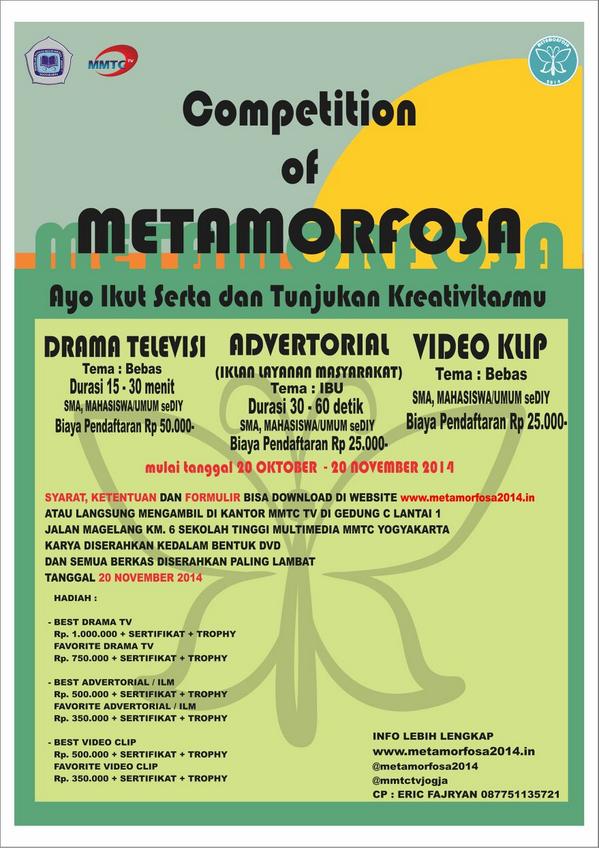 MMTC TV
METAMORFOSA
2014
Competition
of
METAMORFOSA
METAMORFOSA
Ayo Ikut Serta dan Tunjukan Kreativitasmu
DRAMA TELEVISI
Tema : Bebas
Durasi 15 - 30 menit
SMA, MAHASISWA/UMUM seDIY
Biaya Pendaftaran Rp 50.000-
ADVERTORIAL
(IKLAN LAYANAN MASYARAKAT)
Tema : IBU
Durasi 30 - 60 detik
SMA, MAHASISWA/UMUM seDIY
Biaya Pendaftaran Rp 25.000-
VIDEO KLIP
Tema : Bebas
SMA, MAHASISWA/UMUM seDIY
Biaya Pendaftaran Rp 25.000-
mulai tanggal 20 OKTOBER - 20 NOVEMBER 2014
SYARAT, KETENTUAN DAN FORMULIR BISA DOWNLOAD DI WEBSITE www.metamorfosa2014.in
ATAU LANGSUNG MENGAMBIL DI KANTOR MMTC TV DI GEDUNG C LANTAI 1
JALAN MAGELANG KM. 6 SEKOLAH TINGGI MULTIMEDIA MMTC YOGYAKARTA
KARYA DISERAHKAN KEDALAM BENTUK DVD
DAN SEMUA BERKAS DISERAHKAN PALING LAMBAT
TANGGAL 20 NOVEMBER 2014
HADIAH :
- BEST DRAMA TV
Rp. 1.000.000 + SERTIFIKAT + TROPHY
FAVORITE DRAMA TV
Rp. 750.000 + SERTIFIKAT + TROPHY
- BEST ADVERTORIAL / ILM
Rp. 500.000 + SERTIFIKAT + TROPHY
FAVORITE ADVERTORIAL / ILM
Rp. 350.000 + SERTIFIKAT + TROPHY
- BEST VIDEO CLIP
Rp. 500.000 + SERTIFIKAT + TROPHY
FAVORITE VIDEO CLIP
Rp. 350.000 + SERTIFIKAT + TROPHY
INFO LEBIH LENGKAP
www.metamorfosa2014.in
@metamorfosa2014
@mmtctvjogja
CP : ERIC FAJRYAN 087751135721